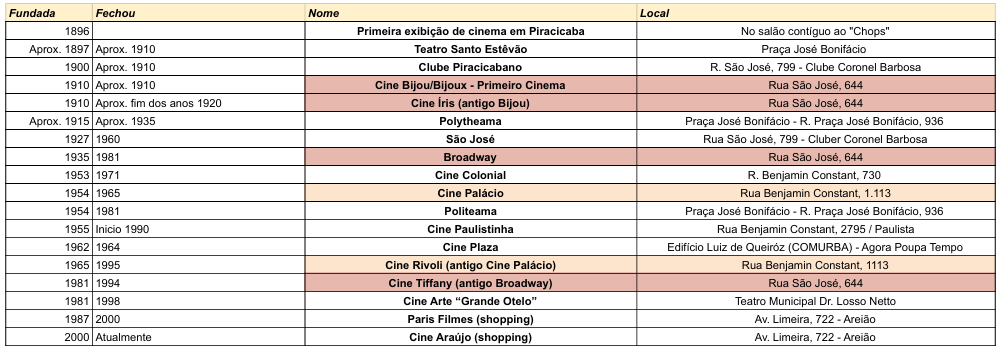 Fundada Fechou Nome Local
1896 Primeira exibição de cinema em Piracicaba No salão contíguo ao "Chops"
Aprox. 1897 Aprox. 1910 Teatro Santo Estêvão Praça José Bonifácio
1900 Aprox. 1910 Clube Piracicabano R. São José, 799 - Clube Coronel Barbosa
1910 Aprox. 1910 Cine Bijou/Bijoux - Primeiro Cinema Rua São José, 644
1910 Aprox. fim dos anos 1920 Cine Íris (antigo Bijou) Rua São José, 644
Aprox. 1915 Aprox. 1935 Polytheama Praça José Bonifácio - R. Praça José Bonifácio, 936
1927 1960 São José Rua São José, 799 - Cluber Coronel Barbosa
1935 1981 Broadway Rua São José, 644
1953 1971 Cine Colonial R. Benjamin Constant, 730
1954 1965 Cine Palácio Rua Benjamin Constant, 1.113
1954 1981 Politeama Praça José Bonifácio - R. Praça José Bonifácio, 936
1955 Inicio 1990 Cine Paulistinha Rua Benjamin Constant, 2795 / Paulista
1962 1964 Cine Plaza Edifício Luiz de Queiróz (COMURBA) - Agora Poupa Tempo
1965 1995 Cine Rivoli (antigo Cine Palácio) Rua Benjamin Constant, 1113
1981 1994 Cine Tiffany (antigo Broadway) Rua São José, 644
1981 1998 Cine Arte “Grande Otelo” Teatro Municipal Dr. Losso Netto
1987 2000 Paris Filmes (shopping) Av. Limeira, 722 - Areião
2000 Atualmente Cine Araújo (shopping) Av. Limeira, 722 - Areião